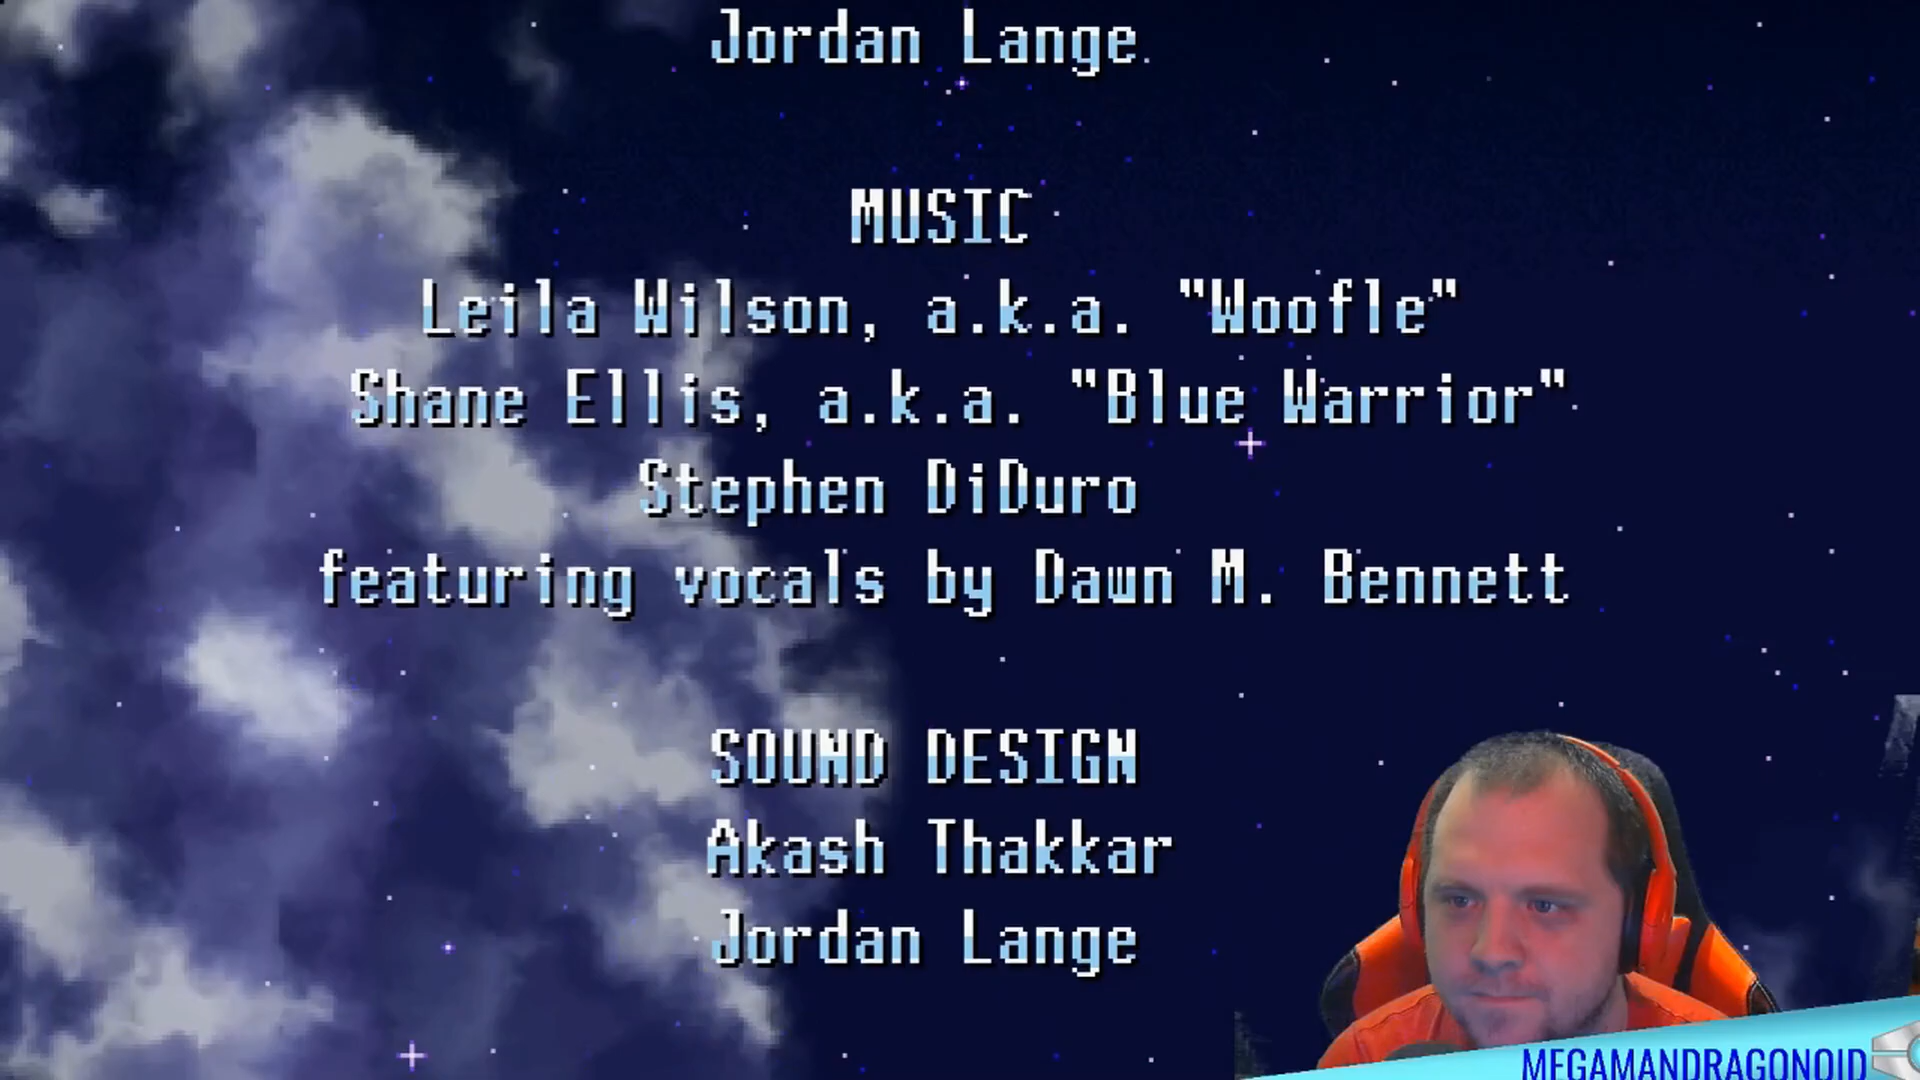 Jordan Lange
MUSIC
Leila Wilson, a.k.a. "Woofle"
Shane Ellis, a.k.a. "Blue Warrior"
Stephen DiDuro
featuring vocals by Dawn M. Bennett
SOUND DESIGN
Akash Thakkar
Jordan Lange
MEGAMANDRAGONOID